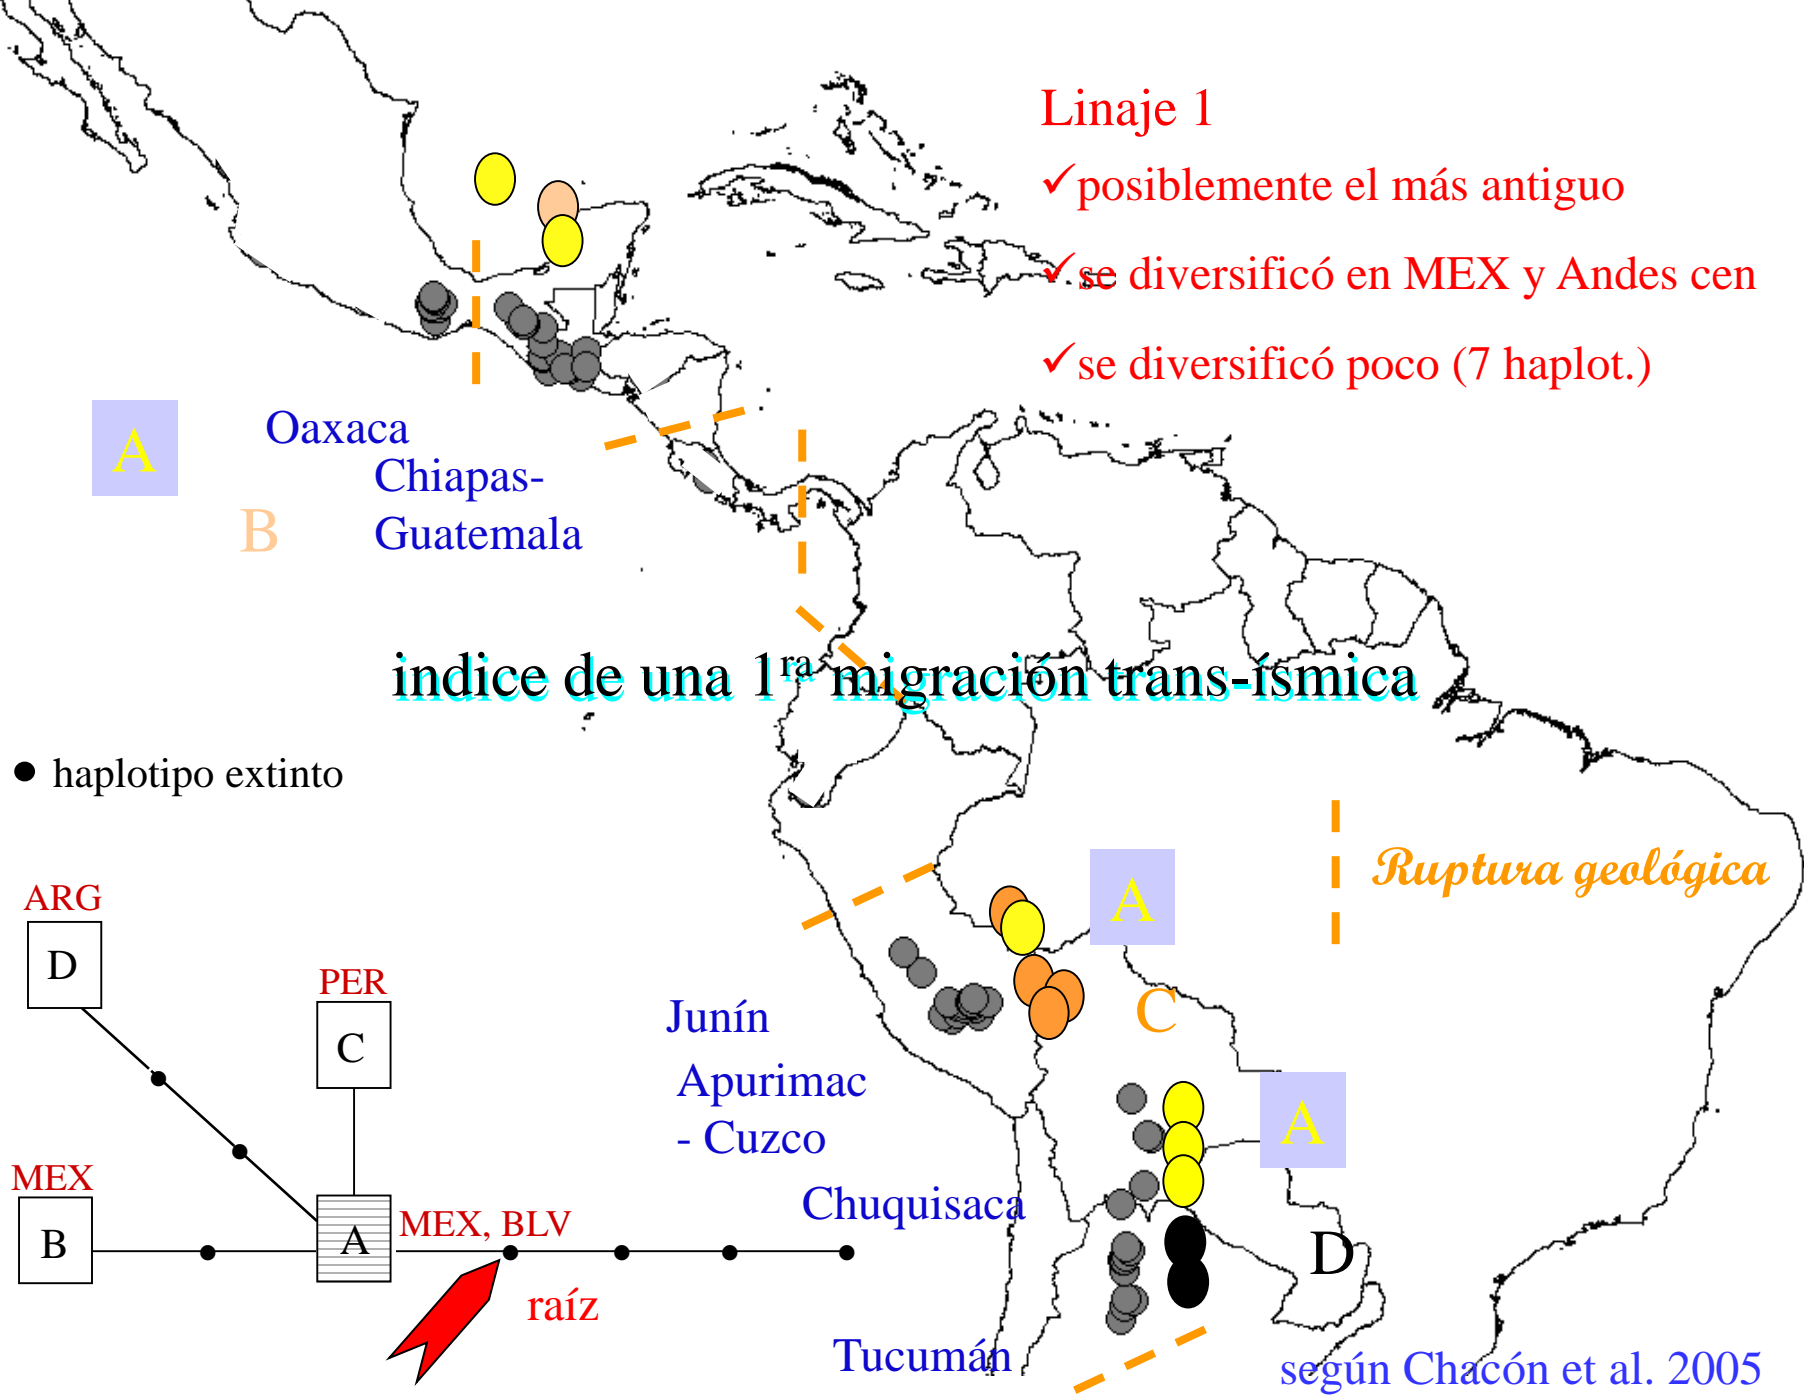 Linaje 1
✓posiblemente el más antiguo
✓se diversificó en MEX y Andes cen
✓se diversificó poco (7 haplot.)
A
Oaxaca
Chiapas-
Guatemala
B
indice de una 1ra migración trans-ísmica
● haplotipo extinto
Ruptura geológica
A
C
ARG
D
PER
C
Junín
Apurimac
- Cuzco
A
MEX
B
A
MEX, BLV
Chuquisaca
D
raíz
Tucumán
según Chacón et al. 2005